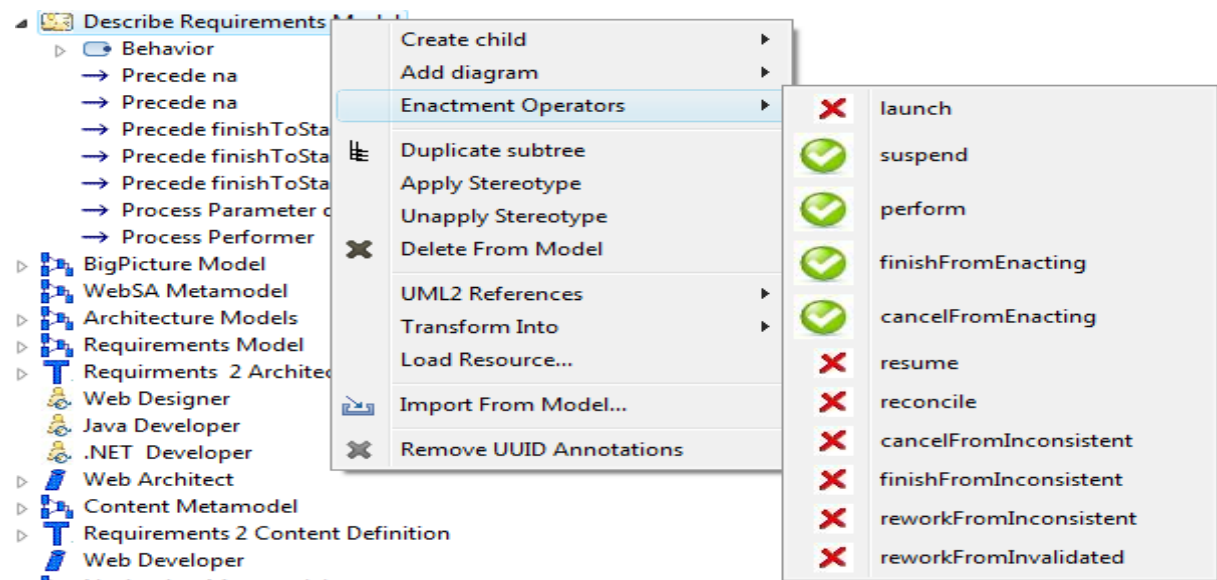 Describe Requirements
Behavior
Precede na
Precede na
Precede finishToSta
Precede finishToSta
Precede finishToSta
Process Parameter
Process Performer
BigPicture Model
WebSA Metamodel
Architecture Models
Requirements Model
Requirments 2 Architec
Web Designer
Java Developer
.NET Developer
Web Architect
Content Metamodel
Requirements 2 Content Definition
Web Developer
Create child
Add diagram
Enactment Operators
Duplicate subtree
Apply Stereotype
Unapply Stereotype
Delete From Model
UML2 References
Transform Into
Load Resource...
Import From Model...
Remove UUID Annotations
launch
suspend
perform
finishFromEnacting
cancelFromEnacting
resume
reconcile
cancelFromInconsistent
finishFromInconsistent
reworkFromInconsistent
reworkFromInvalidated